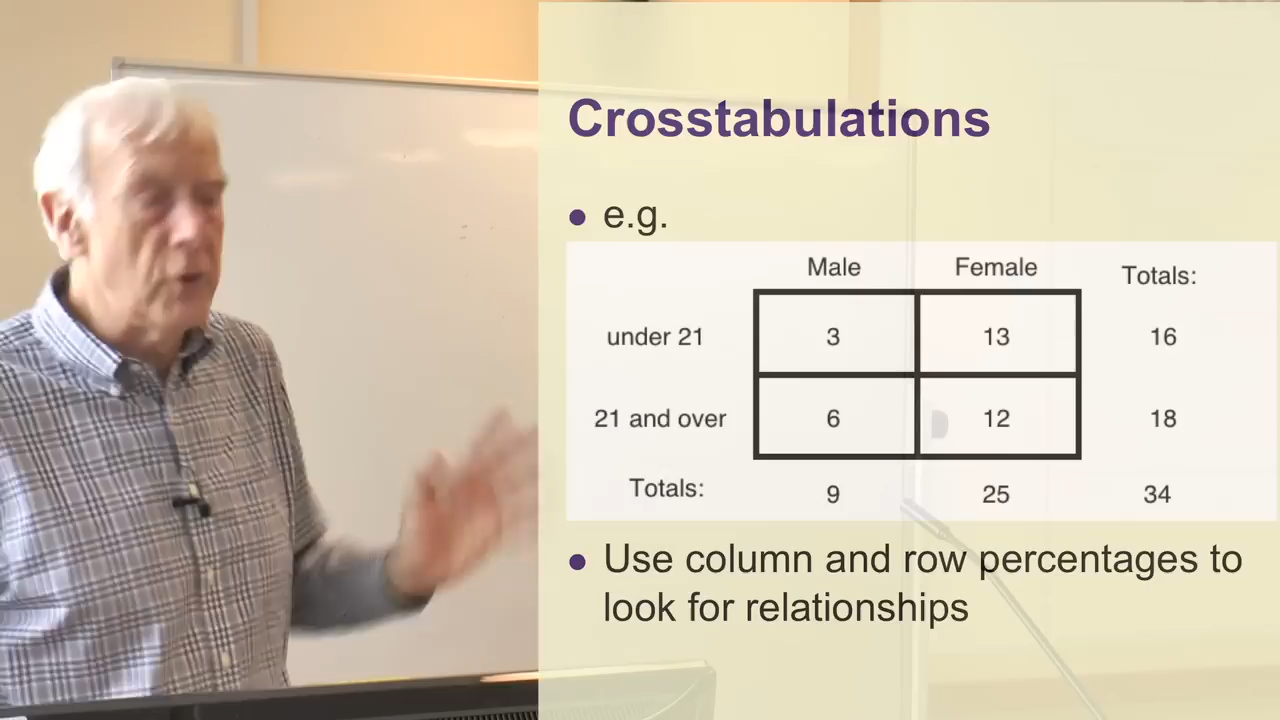 Crosstabulations
• e.g.
Male Female Totals:
under 21 3 13 16
21 and over 6 12 18
Totals: 9 25 34
• Use column and row percentages to
look for relationships